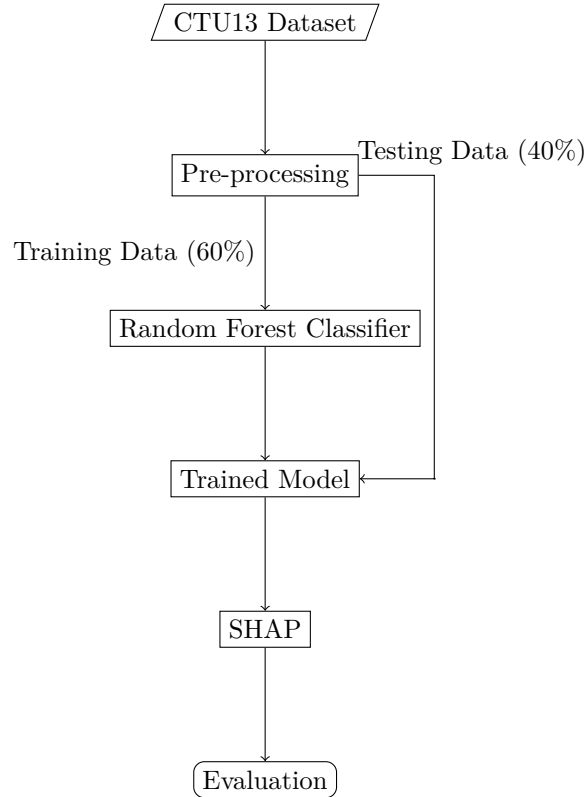 CTU13 Dataset
Testing Data (40%)
Pre-processing
Training Data (60%)
Random Forest Classifier
Trained Model
SHAP
Evaluation